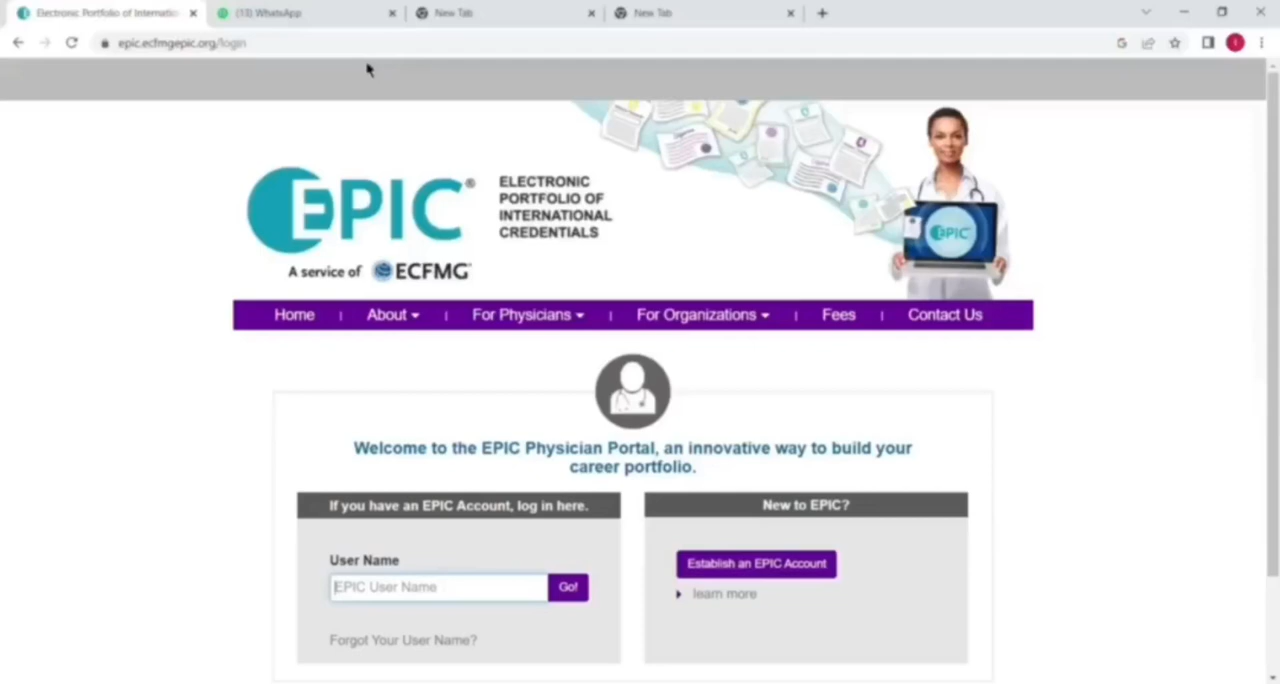 Electronic Portfolio of Internatio
(13) WhatsApp
New Tab
New Tab
epic.ecfmgepic.org/login
EPIC®
ELECTRONIC
PORTFOLIO OF
INTERNATIONAL
CREDENTIALS
A service of ECFMG
EPIC
Home | About | For Physicians | For Organizations | Fees | Contact Us
Welcome to the EPIC Physician Portal, an innovative way to build your
career portfolio.
If you have an EPIC Account, log in here.
User Name
EPIC User Name
Go!
Forgot Your User Name?
New to EPIC?
Establish an EPIC Account
learn more